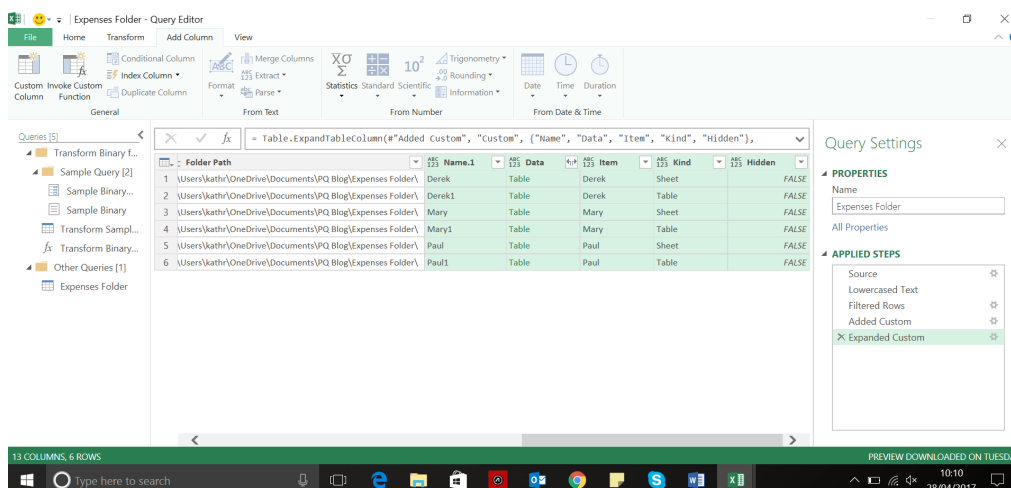 Expenses Folder - Query Editor
File Home Transform Add Column View
Custom Column
Invoke Custom Function
Conditional Column
Index Column
Duplicate Column
General
Format
Merge Columns
Extract
Parse
From Text
Statistics
Standard
Scientific
Trigonometry
Rounding
Information
From Number
Date
Time
Duration
From Date & Time
Queries [5]
Transform Binary f...
Sample Query [2]
Sample Binary...
Sample Binary
Transform Sampl...
Transform Binary...
Other Queries [1]
Expenses Folder
= Table.ExpandTableColumn(#"Added Custom", "Custom", {"Name", "Data", "Item", "Kind", "Hidden"},
Folder Path Name.1 Data Item Kind Hidden
1 \Users\kathr\OneDrive\Documents\PQ Blog\Expenses Folder\ Derek Table Derek Sheet FALSE
2 \Users\kathr\OneDrive\Documents\PQ Blog\Expenses Folder\ Derek1 Table Derek Table FALSE
3 \Users\kathr\OneDrive\Documents\PQ Blog\Expenses Folder\ Mary Table Mary Sheet FALSE
4 \Users\kathr\OneDrive\Documents\PQ Blog\Expenses Folder\ Mary1 Table Mary Table FALSE
5 \Users\kathr\OneDrive\Documents\PQ Blog\Expenses Folder\ Paul Table Paul Sheet FALSE
6 \Users\kathr\OneDrive\Documents\PQ Blog\Expenses Folder\ Paul1 Table Paul Table FALSE
Query Settings
PROPERTIES
Name
Expenses Folder
All Properties
APPLIED STEPS
Source
Lowercased Text
Filtered Rows
Added Custom
Expanded Custom
13 COLUMNS, 6 ROWS
PREVIEW DOWNLOADED ON TUESDA
Type here to search
10:10
28/04/2017